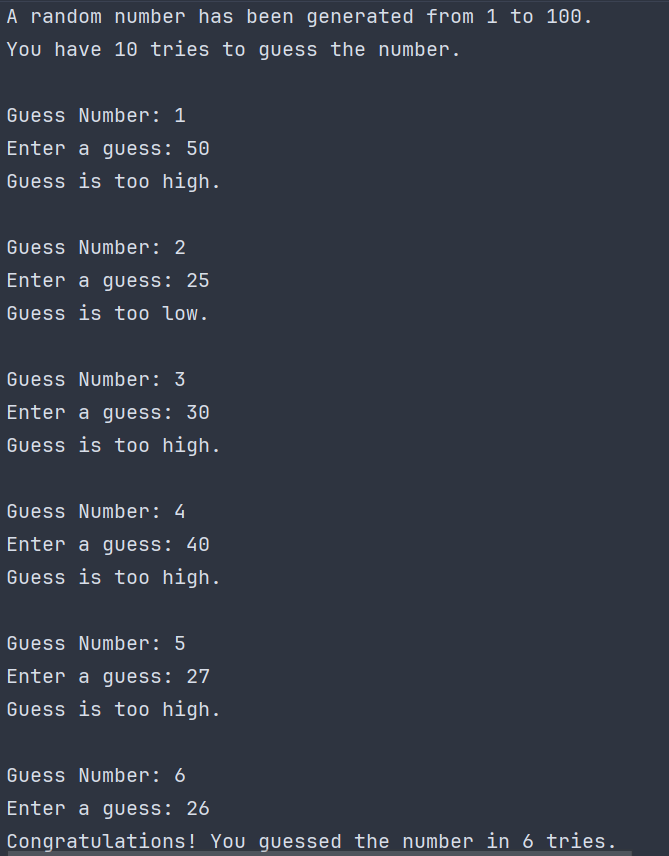 A random number has been generated from 1 to 100.
You have 10 tries to guess the number.
Guess Number: 1
Enter a guess: 50
Guess is too high.
Guess Number: 2
Enter a guess: 25
Guess is too low.
Guess Number: 3
Enter a guess: 30
Guess is too high.
Guess Number: 4
Enter a guess: 40
Guess is too high.
Guess Number: 5
Enter a guess: 27
Guess is too high.
Guess Number: 6
Enter a guess: 26
Congratulations! You guessed the number in 6 tries.